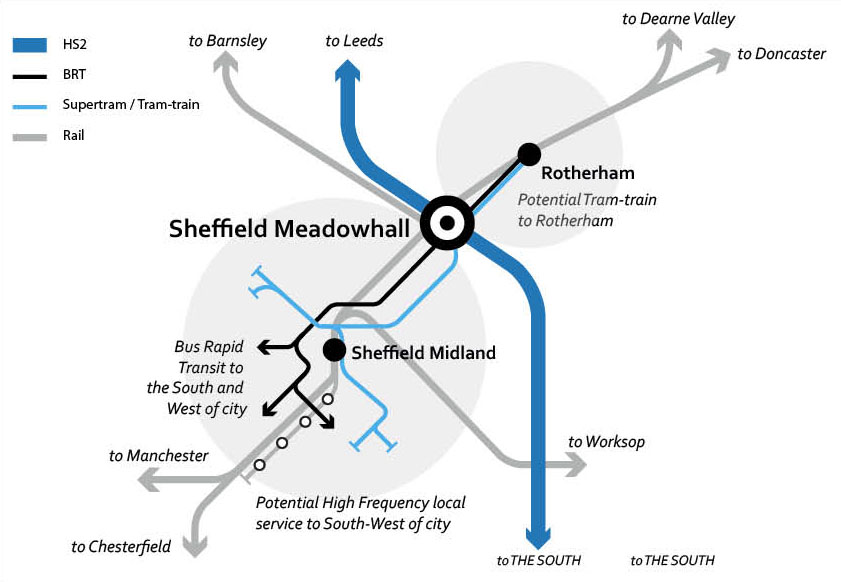 to Dearne Valley
to Barnsley
to Leeds
HS2
to Doncaster
BRT
Supertram / Tram-train
Rail
Rotherham
Potential Tram-train
to Rotherham
Sheffield Meadowhall
Bus Rapid
Transit to
the South and
West of city
Sheffield Midland
to Worksop
to Manchester
Potential High Frequency local
service to South-West of city
to Chesterfield
to THE SOUTH
to THE SOUTH